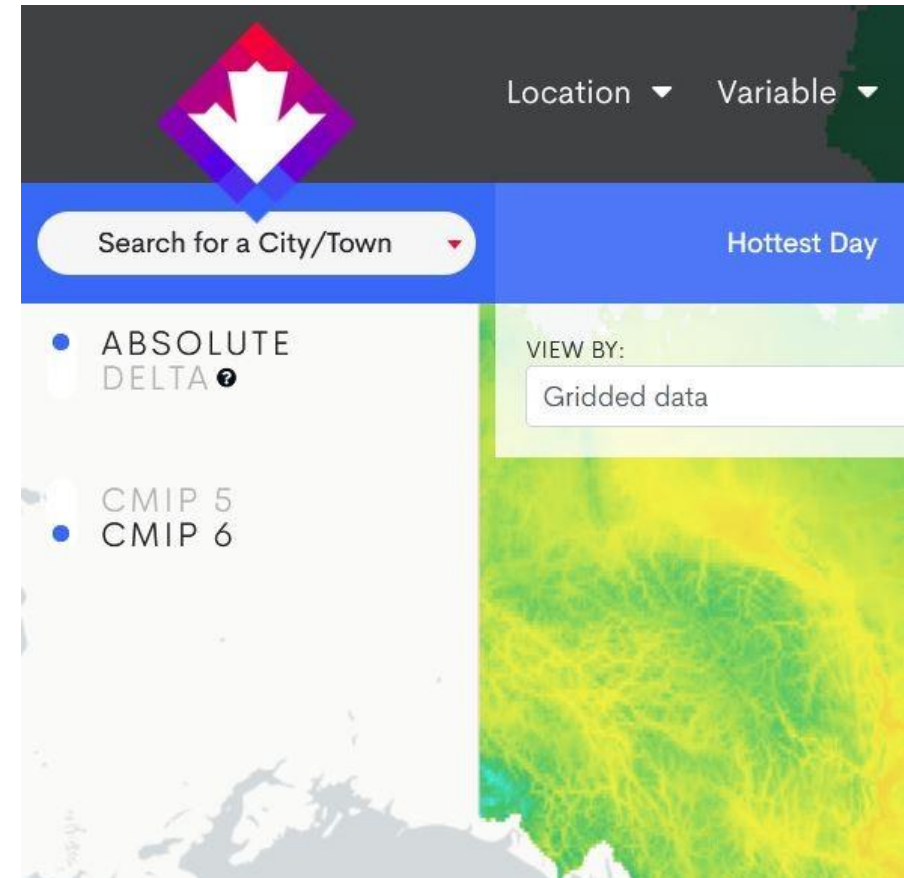 Location Variable
Search for a City/Town
Hottest Day
ABSOLUTE
DELTA ?
VIEW BY:
Gridded data
CMIP 5
CMIP 6